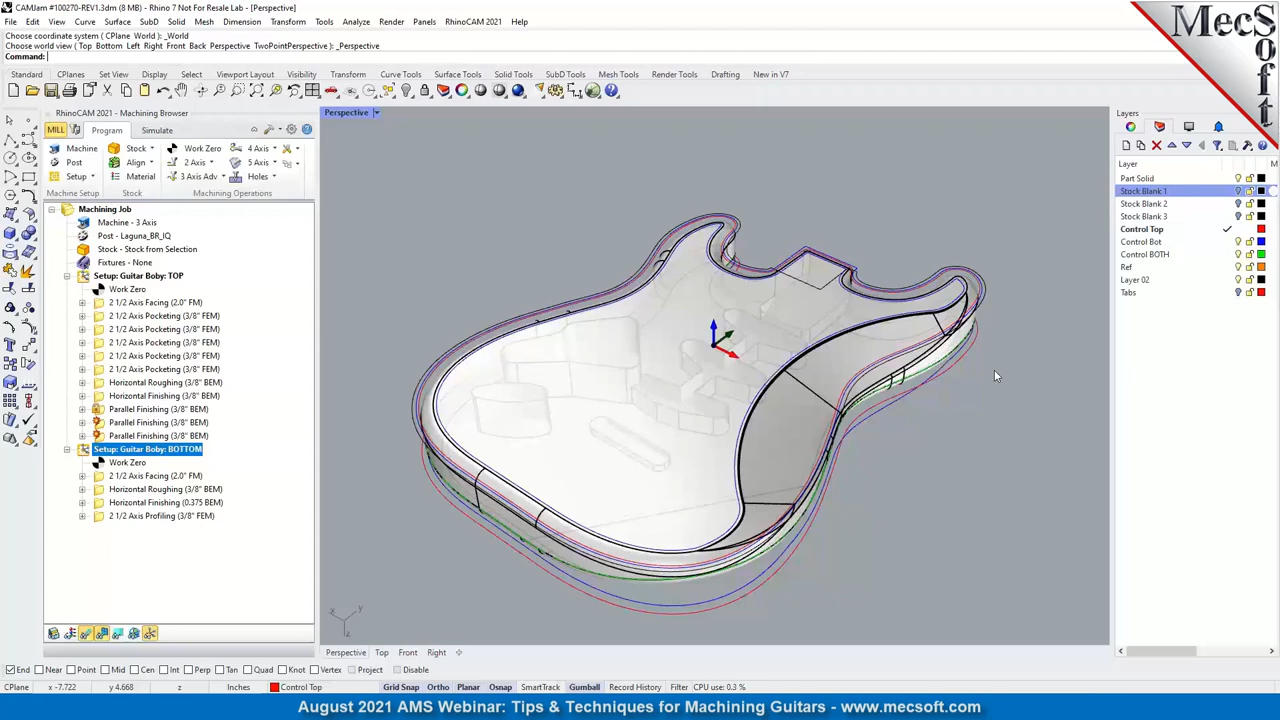 CAMJam #100270-REV1.3dm (8 MB) - Rhino 7 Not For Resale Lab - [Perspective]
File Edit View Curve Surface SubD Solid Mesh Dimension Transform Tools Analyze Render Panels RhinoCAM 2021 Help
Choose coordinate system ( CPlane World ): _World
Choose world view ( Top Bottom Left Right Front Back Perspective TwoPointPerspective ): _Perspective
Command:
Standard CPlanes Set View Display Select Viewport Layout Visibility Transform Curve Tools Surface Tools Solid Tools SubD Tools Mesh Tools Render Tools Drafting New in V7
RhinoCAM 2021 - Machining Browser
MILL Program Simulate
Machine Stock Work Zero 4 Axis
Post Align 2 Axis 5 Axis
Setup Material 3 Axis Adv Holes
Machine Setup Stock Machining Operations
Machining Job
Machine - 3 Axis
Post - Laguna_BR_IQ
Stock - Stock from Selection
Fixtures - None
Setup: Guitar Boby: TOP
Work Zero
2 1/2 Axis Facing (2.0" FM)
2 1/2 Axis Pocketing (3/8" FEM)
2 1/2 Axis Pocketing (3/8" FEM)
2 1/2 Axis Pocketing (3/8" FEM)
2 1/2 Axis Pocketing (3/8" FEM)
2 1/2 Axis Pocketing (3/8" FEM)
Horizontal Roughing (3/8" BEM)
Horizontal Finishing (3/8" BEM)
Parallel Finishing (3/8" BEM)
Parallel Finishing (3/8" BEM)
Parallel Finishing (3/8" BEM)
Setup: Guitar Boby: BOTTOM
Work Zero
2 1/2 Axis Facing (2.0" FM)
Horizontal Roughing (3/8" BEM)
Horizontal Finishing (0.375 BEM)
2 1/2 Axis Profiling (3/8" FEM)
Perspective
x y z
Perspective Top Front Right
Layers
Layer M
Part Solid
Stock Blank 1
Stock Blank 2
Stock Blank 3
Control Top
Control Bot
Control BOTH
Ref
Layer 02
Tabs
MecSoft
End Near Point Mid Cen Int Perp Tan Quad Knot Vertex Project Disable
CPlane x -7.722 y 4.668 z Inches Control Top Grid Snap Ortho Planar Osnap SmartTrack Gumball Record History Filter CPU use: 0.3 %
August 2021 AMS Webinar: Tips & Techniques for Machining Guitars - www.mecsoft.com